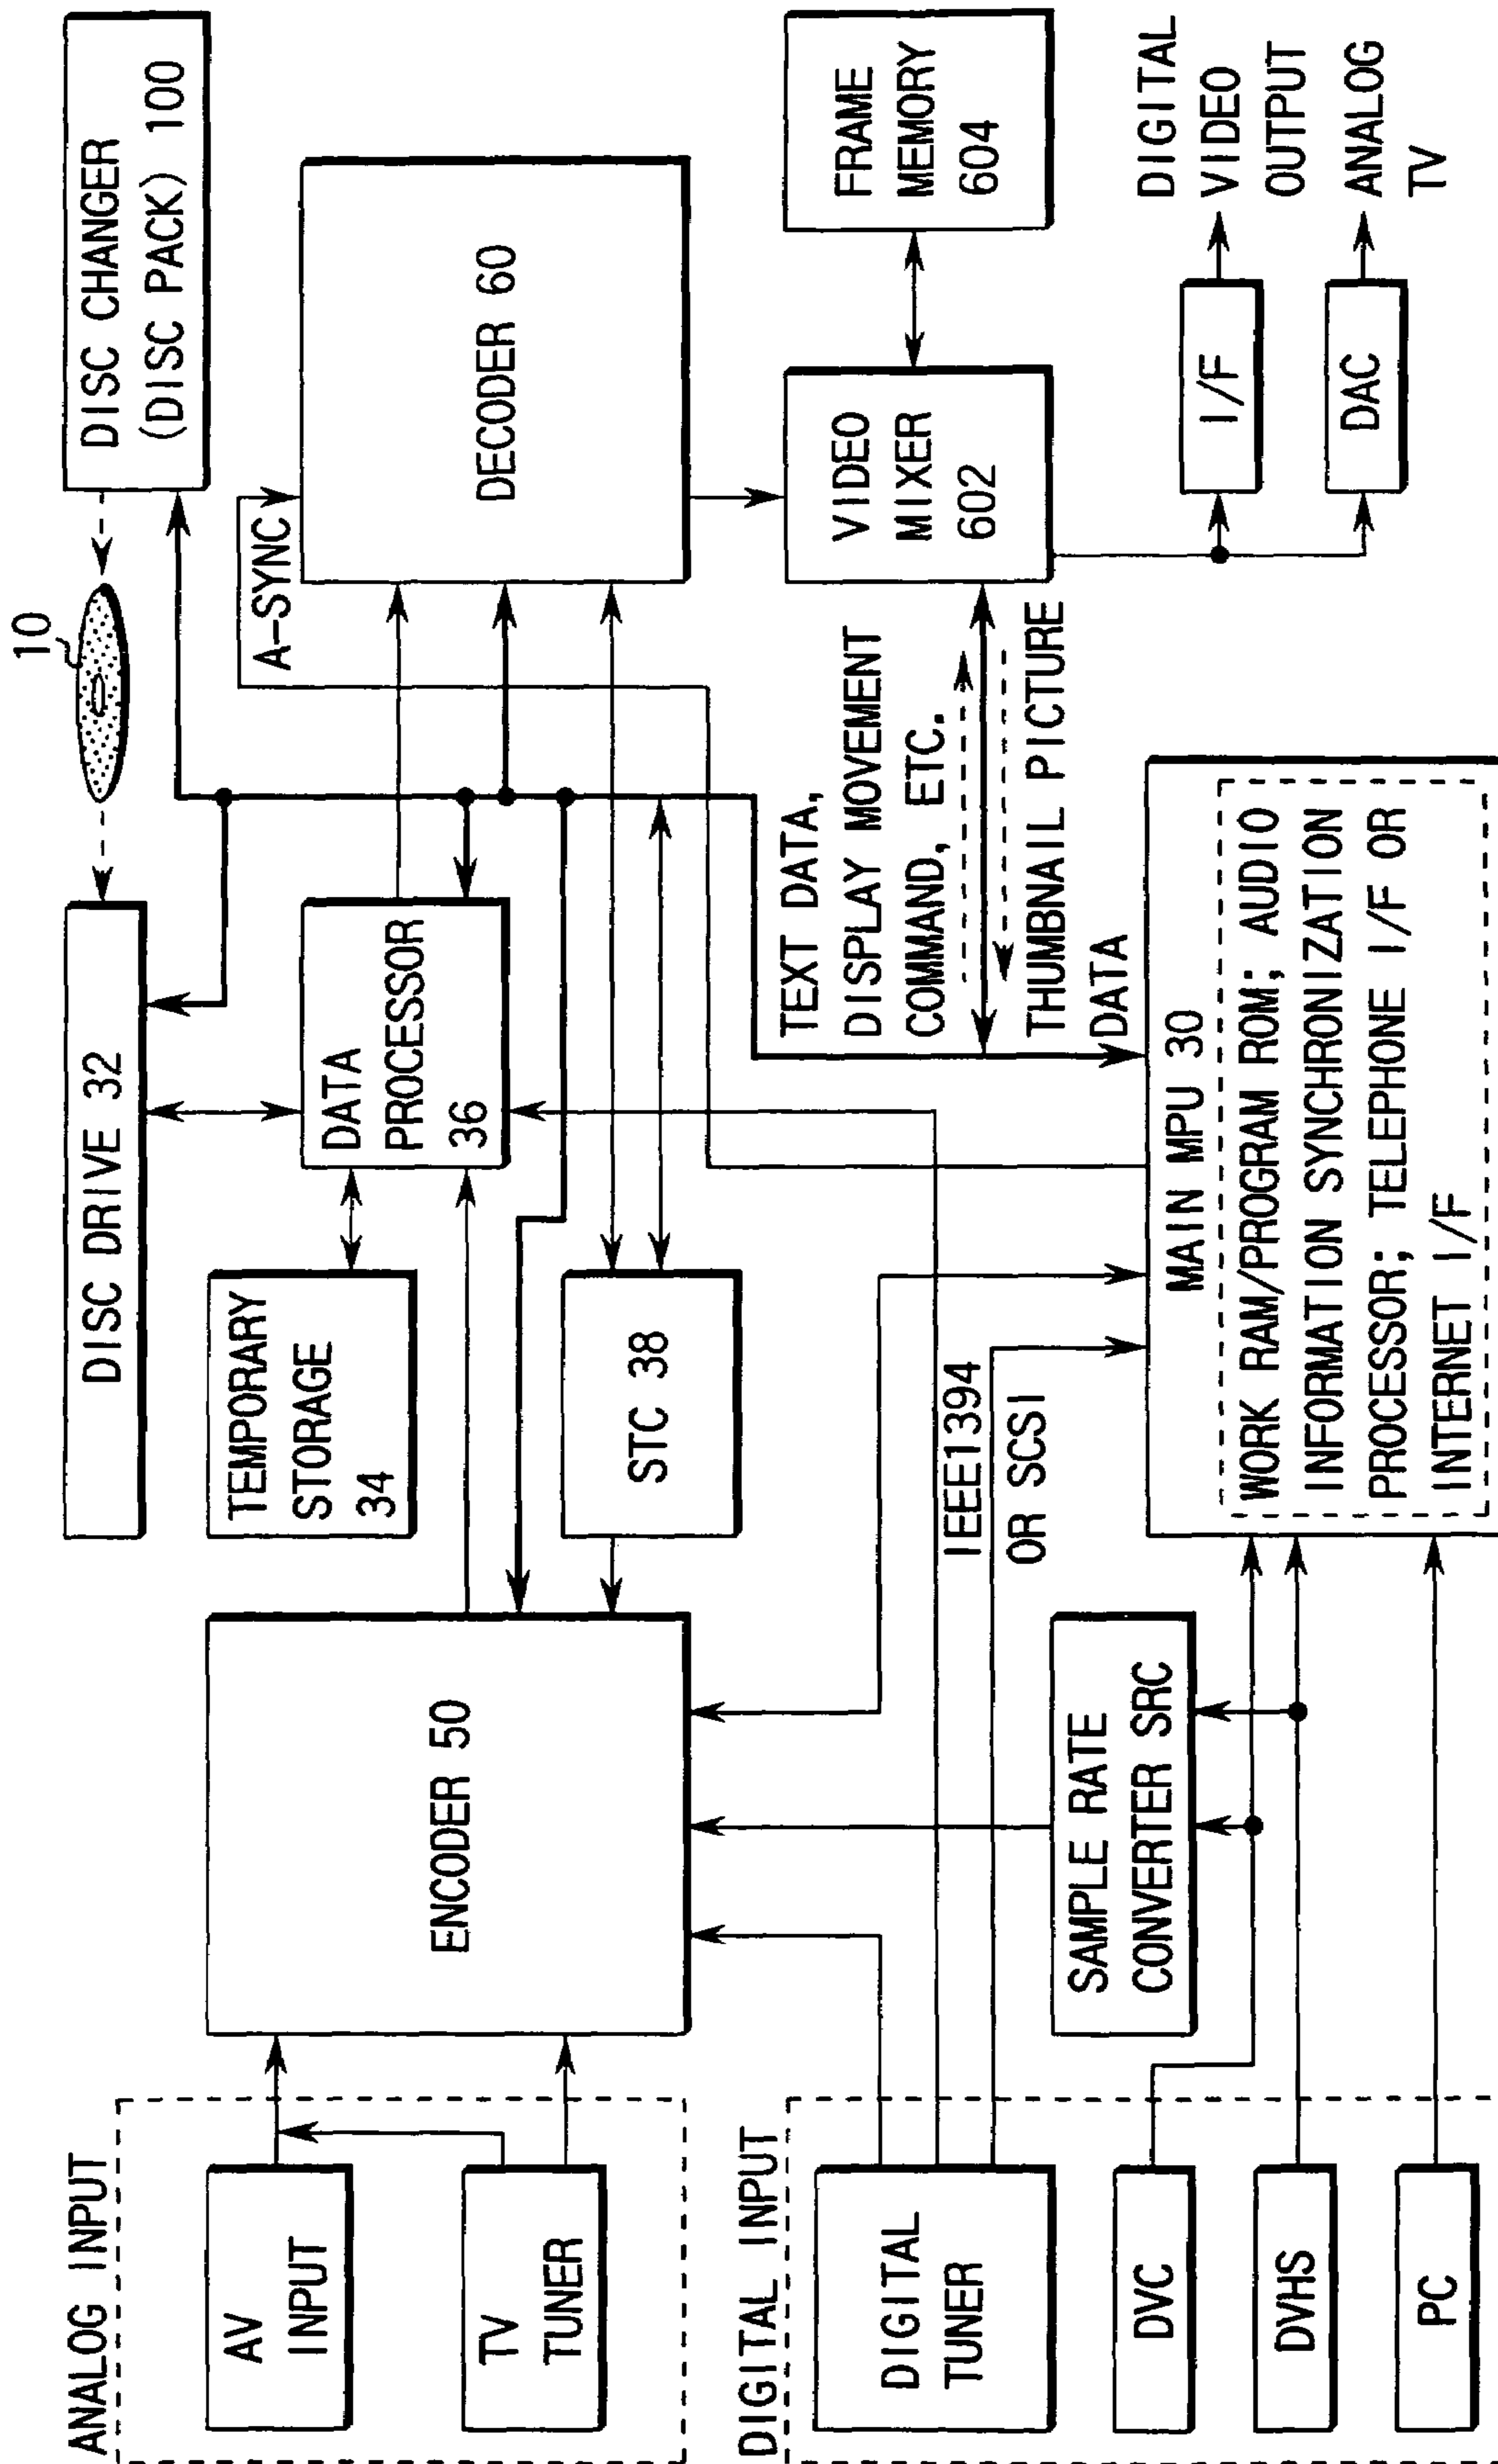 DISC CHANGER
(DISC PACK) 100
10
DISC DRIVE 32
A-SYNC
DECODER 60
FRAME
MEMORY
604
VIDEO
MIXER
602
DIGITAL
VIDEO
OUTPUT
ANALOG
TV
I/F
DAC
DATA
PROCESSOR
36
TEMPORARY
STORAGE
34
STC 38
TEXT DATA,
DISPLAY MOVEMENT
COMMAND, ETC.
THUMBNAIL PICTURE
DATA
ENCODER 50
IEEE1394
OR SCSI
MAIN MPU 30
WORK RAM/PROGRAM ROM; AUDIO
INFORMATION SYNCHRONIZATION
PROCESSOR; TELEPHONE I/F OR
INTERNET I/F
SAMPLE RATE
CONVERTER SRC
ANALOG INPUT
AV
INPUT
TV
TUNER
DIGITAL INPUT
DIGITAL
TUNER
DVC
DVHS
PC